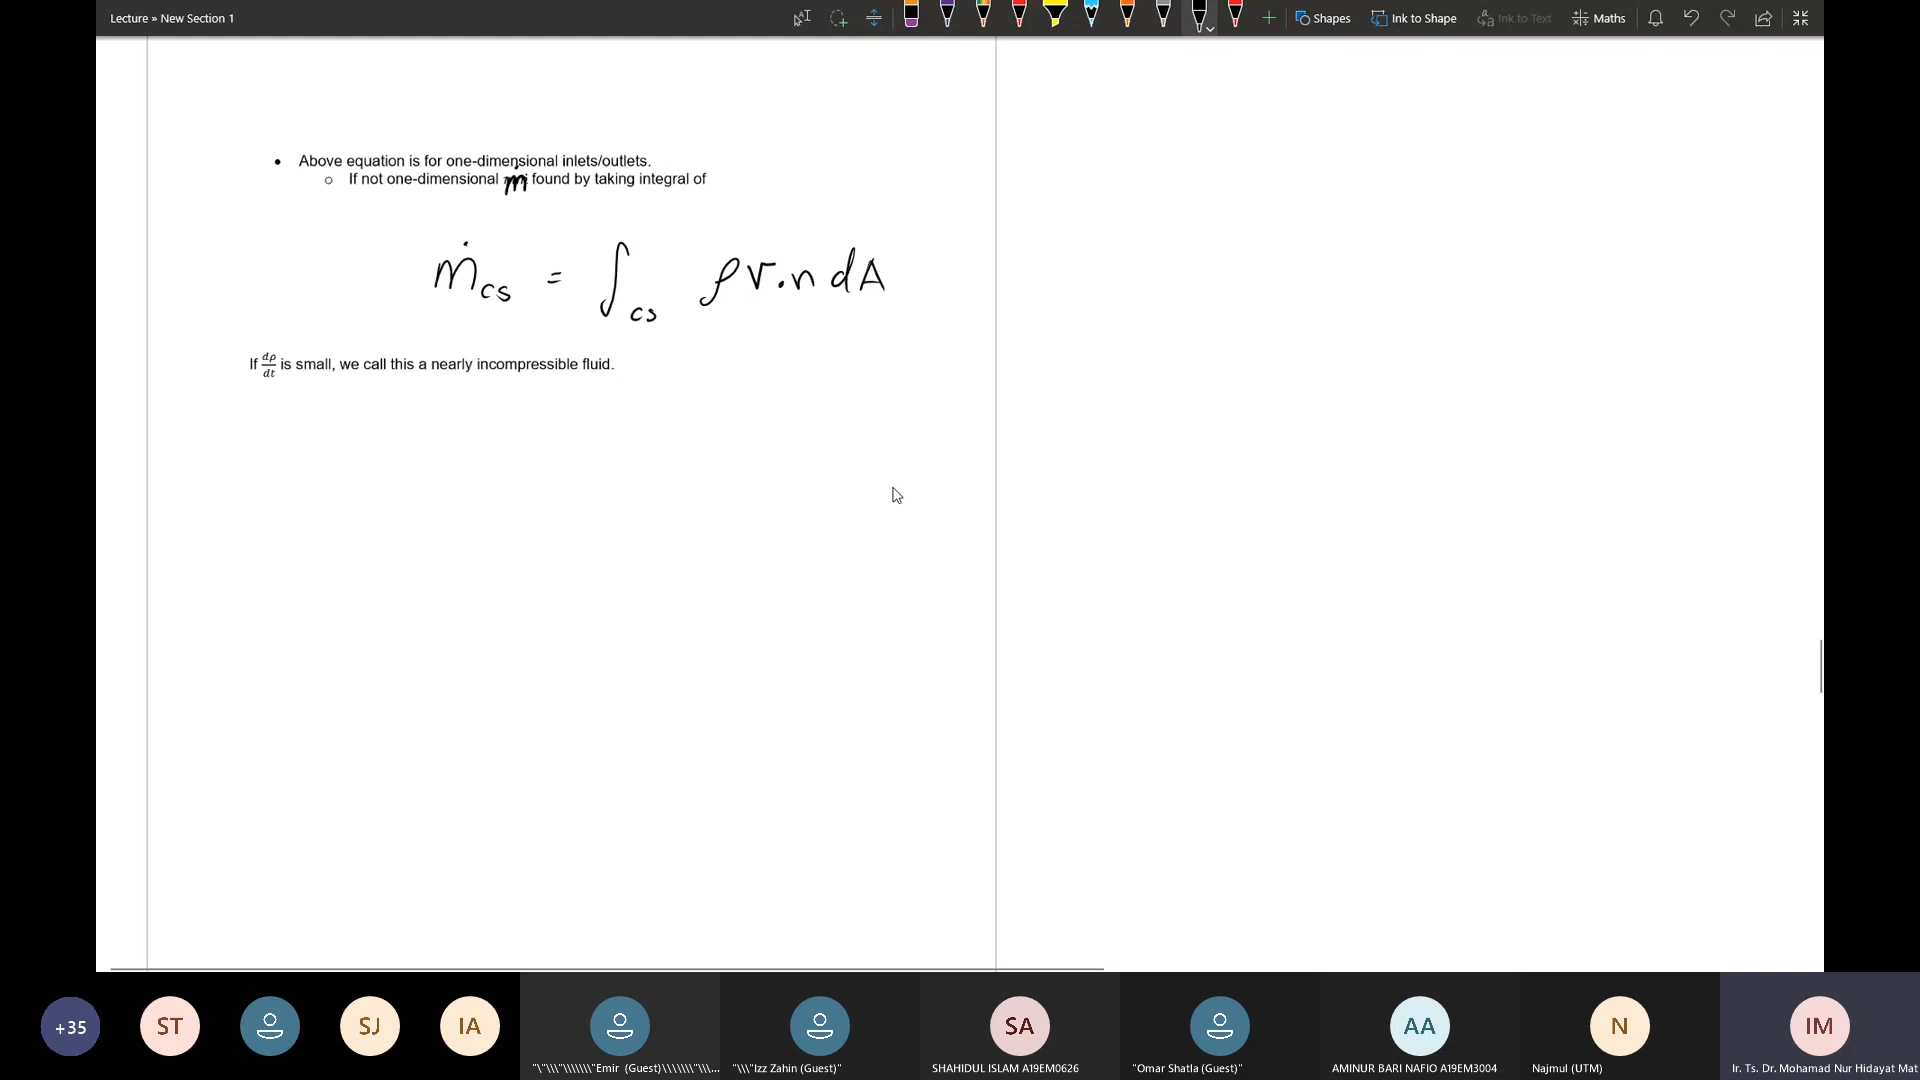 Lecture » New Section 1
Shapes Ink to Shape Ink to Text Maths
• Above equation is for one-dimensional inlets/outlets.
○ If not one-dimensional ṁ found by taking integral of
ṁcs = ∫cs ρ v . n dA
If dρ/dt is small, we call this a nearly incompressible fluid.
+35 ST SJ IA SA AA N IM
"\"\\\"\\\\\\\"Emir (Guest)\\\\\\\"\\... "\\\"Izz Zahin (Guest)" SHAHIDUL ISLAM A19EM0626 "Omar Shatla (Guest)" AMINUR BARI NAFIO A19EM3004 Najmul (UTM) Ir. Ts. Dr. Mohamad Nur Hidayat Mat